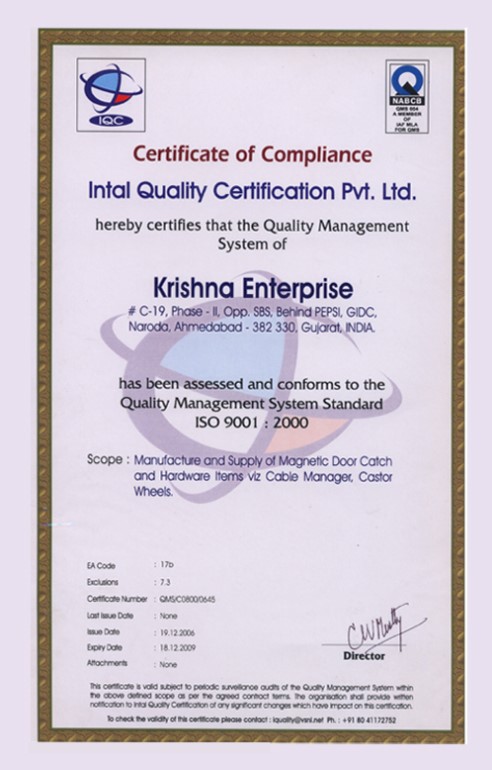 IQC
NABCB
QMS 004
A MEMBER
OF
IAF MLA
FOR QMS
Certificate of Compliance
Intal Quality Certification Pvt. Ltd.
hereby certifies that the Quality Management
System of
Krishna Enterprise
# C-19, Phase - II, Opp. SBS, Behind PEPSI, GIDC,
Naroda, Ahmedabad - 382 330, Gujarat, INDIA.
has been assessed and conforms to the
Quality Management System Standard
ISO 9001 : 2000
Scope : Manufacture and Supply of Magnetic Door Catch
and Hardware Items viz Cable Manager, Castor
Wheels.
EA Code : 17b
Exclusions : 7.3
Certificate Number : QMS/C0800/0645
Last Issue Date : None
Issue Date : 19.12.2006
Expiry Date : 18.12.2009
Attachments : None
Director
This certificate is valid subject to periodic surveillance audits of the Quality Management System within
the above defined scope as per the agreed contract terms. The organisation shall provide written
notification to Intal Quality Certification of any significant changes which have impact on this certification.
To check the validity of this certificate please contact : iquality@vsnl.net Ph. : +91 80 41172752